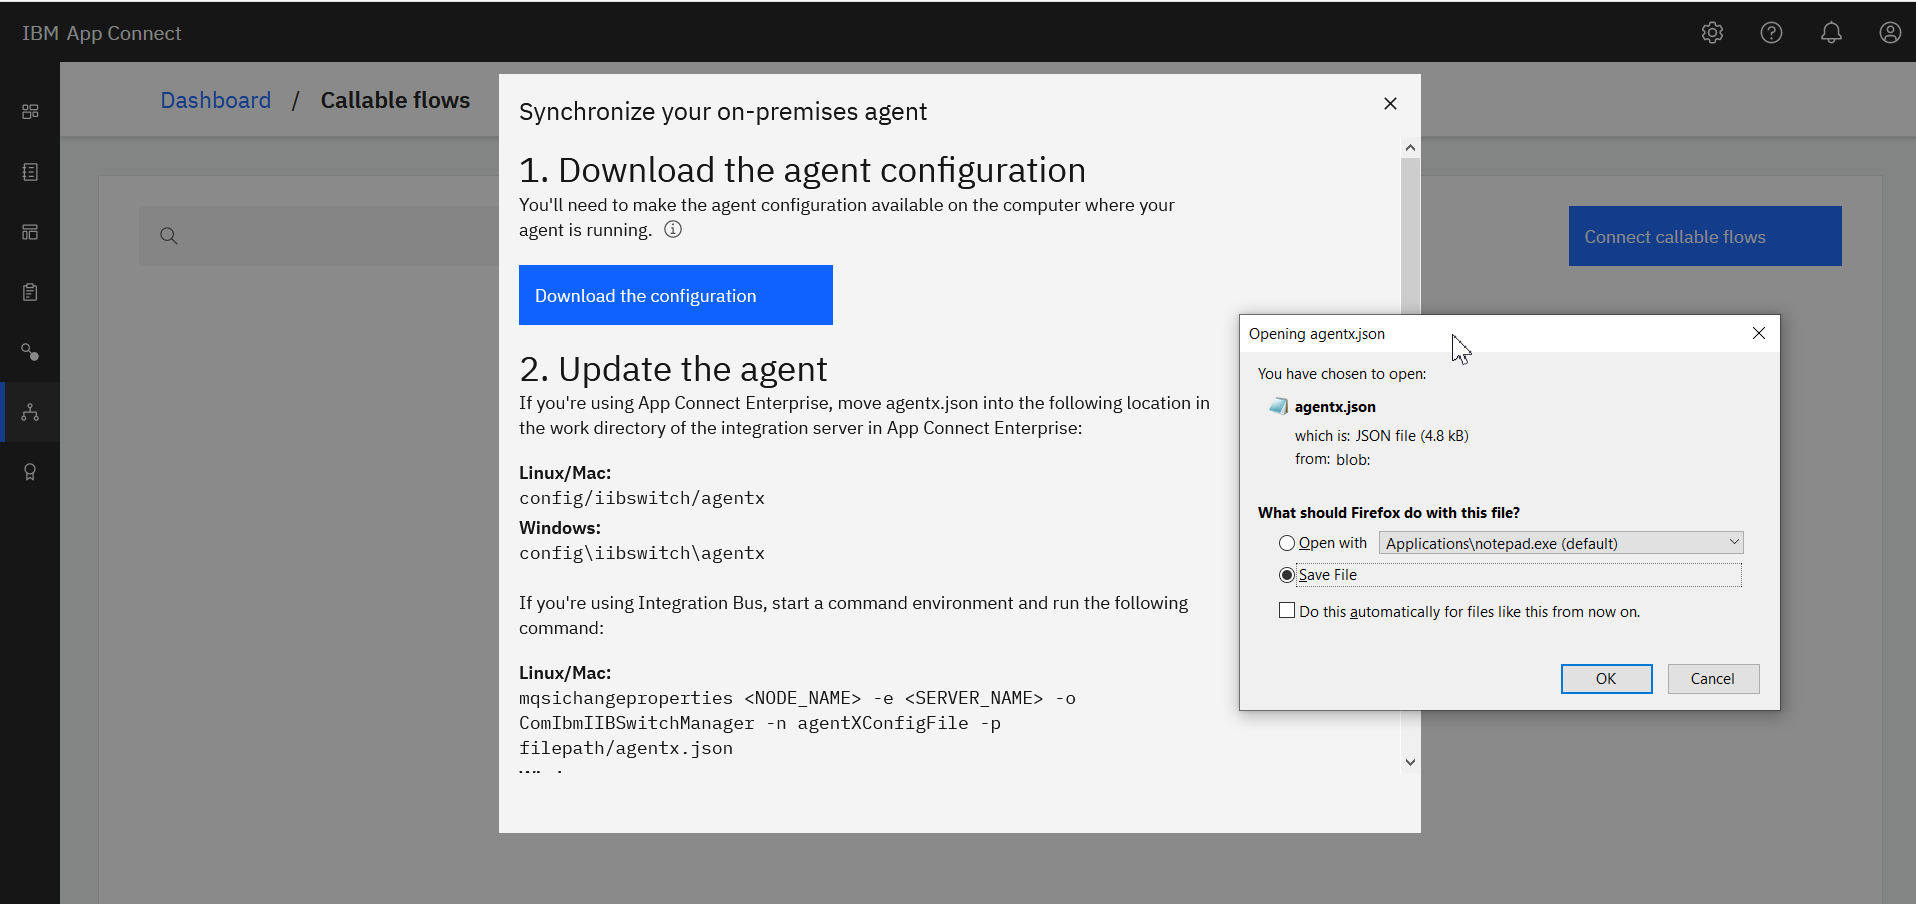 IBM App Connect
Dashboard / Callable flows
Connect callable flows
Synchronize your on-premises agent
1. Download the agent configuration
You'll need to make the agent configuration available on the computer where your
agent is running.
Download the configuration
2. Update the agent
If you're using App Connect Enterprise, move agentx.json into the following location in
the work directory of the integration server in App Connect Enterprise:
Linux/Mac:
config/iibswitch/agentx
Windows:
config\iibswitch\agentx
If you're using Integration Bus, start a command environment and run the following
command:
Linux/Mac:
mqsichangeproperties <NODE_NAME> -e <SERVER_NAME> -o
ComIbmIIBSwitchManager -n agentXConfigFile -p
filepath/agentx.json
Opening agentx.json
You have chosen to open:
agentx.json
which is: JSON file (4.8 kB)
from: blob:
What should Firefox do with this file?
Open with Applications\notepad.exe (default)
Save File
Do this automatically for files like this from now on.
OK Cancel